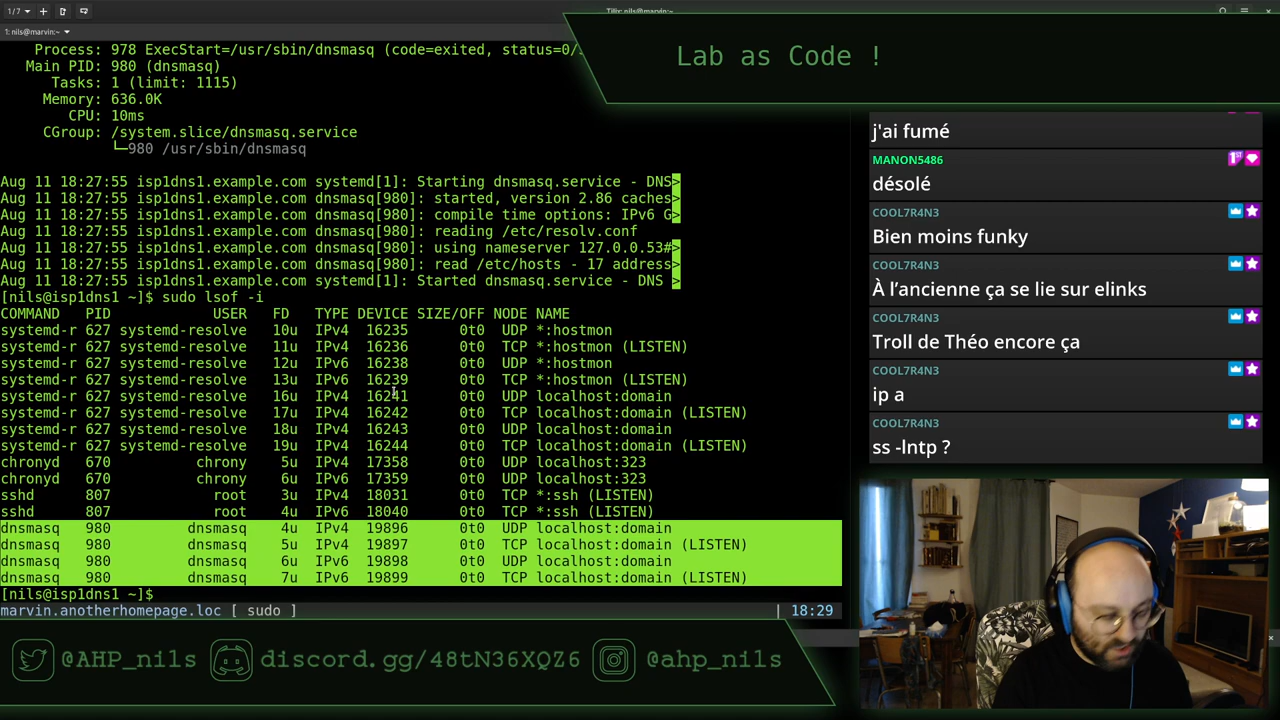 1/7
Tilix: nils@marvin:~
1: nils@marvin:~
Process: 978 ExecStart=/usr/sbin/dnsmasq (code=exited, status=0/
Main PID: 980 (dnsmasq)
Tasks: 1 (limit: 1115)
Memory: 636.0K
CPU: 10ms
CGroup: /system.slice/dnsmasq.service
└─980 /usr/sbin/dnsmasq
Aug 11 18:27:55 isp1dns1.example.com systemd[1]: Starting dnsmasq.service - DNS>
Aug 11 18:27:55 isp1dns1.example.com dnsmasq[980]: started, version 2.86 caches>
Aug 11 18:27:55 isp1dns1.example.com dnsmasq[980]: compile time options: IPv6 G>
Aug 11 18:27:55 isp1dns1.example.com dnsmasq[980]: reading /etc/resolv.conf
Aug 11 18:27:55 isp1dns1.example.com dnsmasq[980]: using nameserver 127.0.0.53#>
Aug 11 18:27:55 isp1dns1.example.com dnsmasq[980]: read /etc/hosts - 17 address>
Aug 11 18:27:55 isp1dns1.example.com systemd[1]: Started dnsmasq.service - DNS >
[nils@isp1dns1 ~]$ sudo lsof -i
COMMAND PID USER FD TYPE DEVICE SIZE/OFF NODE NAME
systemd-r 627 systemd-resolve 10u IPv4 16235 0t0 UDP *:hostmon
systemd-r 627 systemd-resolve 11u IPv4 16236 0t0 TCP *:hostmon (LISTEN)
systemd-r 627 systemd-resolve 12u IPv6 16238 0t0 UDP *:hostmon
systemd-r 627 systemd-resolve 13u IPv6 16239 0t0 TCP *:hostmon (LISTEN)
systemd-r 627 systemd-resolve 16u IPv4 16241 0t0 UDP localhost:domain
systemd-r 627 systemd-resolve 17u IPv4 16242 0t0 TCP localhost:domain (LISTEN)
systemd-r 627 systemd-resolve 18u IPv4 16243 0t0 UDP localhost:domain
systemd-r 627 systemd-resolve 19u IPv4 16244 0t0 TCP localhost:domain (LISTEN)
chronyd 670 chrony 5u IPv4 17358 0t0 UDP localhost:323
chronyd 670 chrony 6u IPv6 17359 0t0 UDP localhost:323
sshd 807 root 3u IPv4 18031 0t0 TCP *:ssh (LISTEN)
sshd 807 root 4u IPv6 18040 0t0 TCP *:ssh (LISTEN)
dnsmasq 980 dnsmasq 4u IPv4 19896 0t0 UDP localhost:domain
dnsmasq 980 dnsmasq 5u IPv4 19897 0t0 TCP localhost:domain (LISTEN)
dnsmasq 980 dnsmasq 6u IPv6 19898 0t0 UDP localhost:domain
dnsmasq 980 dnsmasq 7u IPv6 19899 0t0 TCP localhost:domain (LISTEN)
[nils@isp1dns1 ~]$
marvin.anotherhomepage.loc [ sudo ] | 18:29
Lab as Code !
j'ai fumé
MANON5486
désolé
COOL7R4N3
Bien moins funky
COOL7R4N3
À l’ancienne ça se lie sur elinks
COOL7R4N3
Troll de Théo encore ça
COOL7R4N3
ip a
COOL7R4N3
ss -lntp ?
@AHP_nils discord.gg/48tN36XQZ6 @ahp_nils